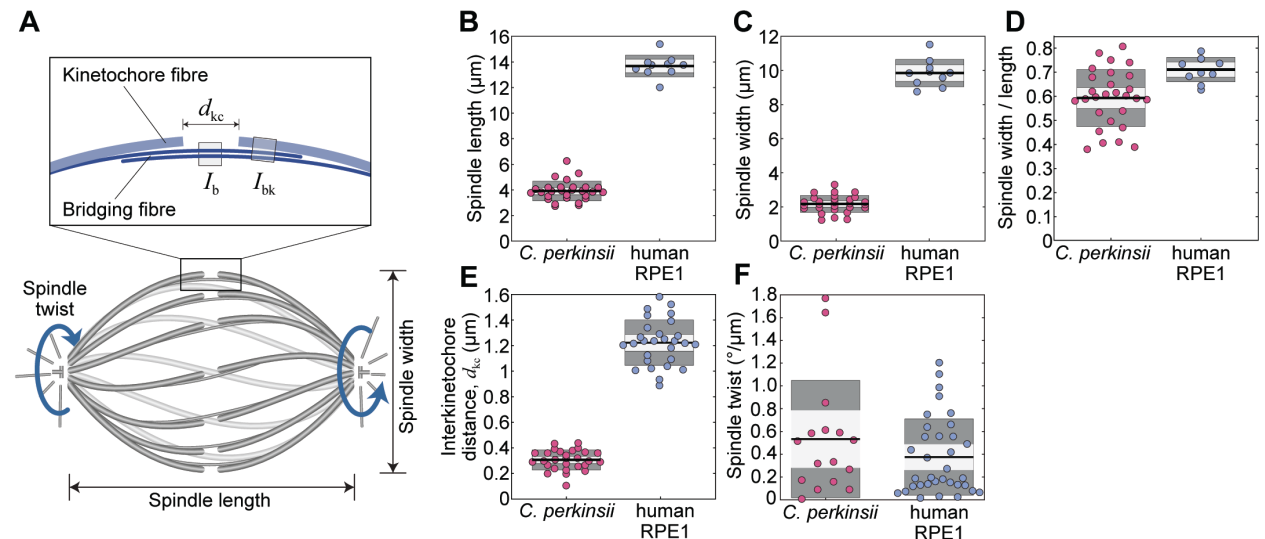 A
Kinetochore fibre
dkc
Ib
Ibk
Bridging fibre
Spindle
twist
Spindle width
Spindle length
B
Spindle length (µm)
16
14
12
10
8
6
4
2
0
C. perkinsii
human
RPE1
C
Spindle width (µm)
12
10
8
6
4
2
0
C. perkinsii
human
RPE1
D
Spindle width / length
0.8
0.7
0.6
0.5
0.4
0.3
0.2
0.1
0
C. perkinsii
human
RPE1
E
Interkinetochore
distance, dkc (µm)
1.6
1.4
1.2
1
0.8
0.6
0.4
0.2
0
C. perkinsii
human
RPE1
F
Spindle twist (°/µm)
1.8
1.6
1.4
1.2
1.0
0.8
0.6
0.4
0.2
0
C. perkinsii
human
RPE1